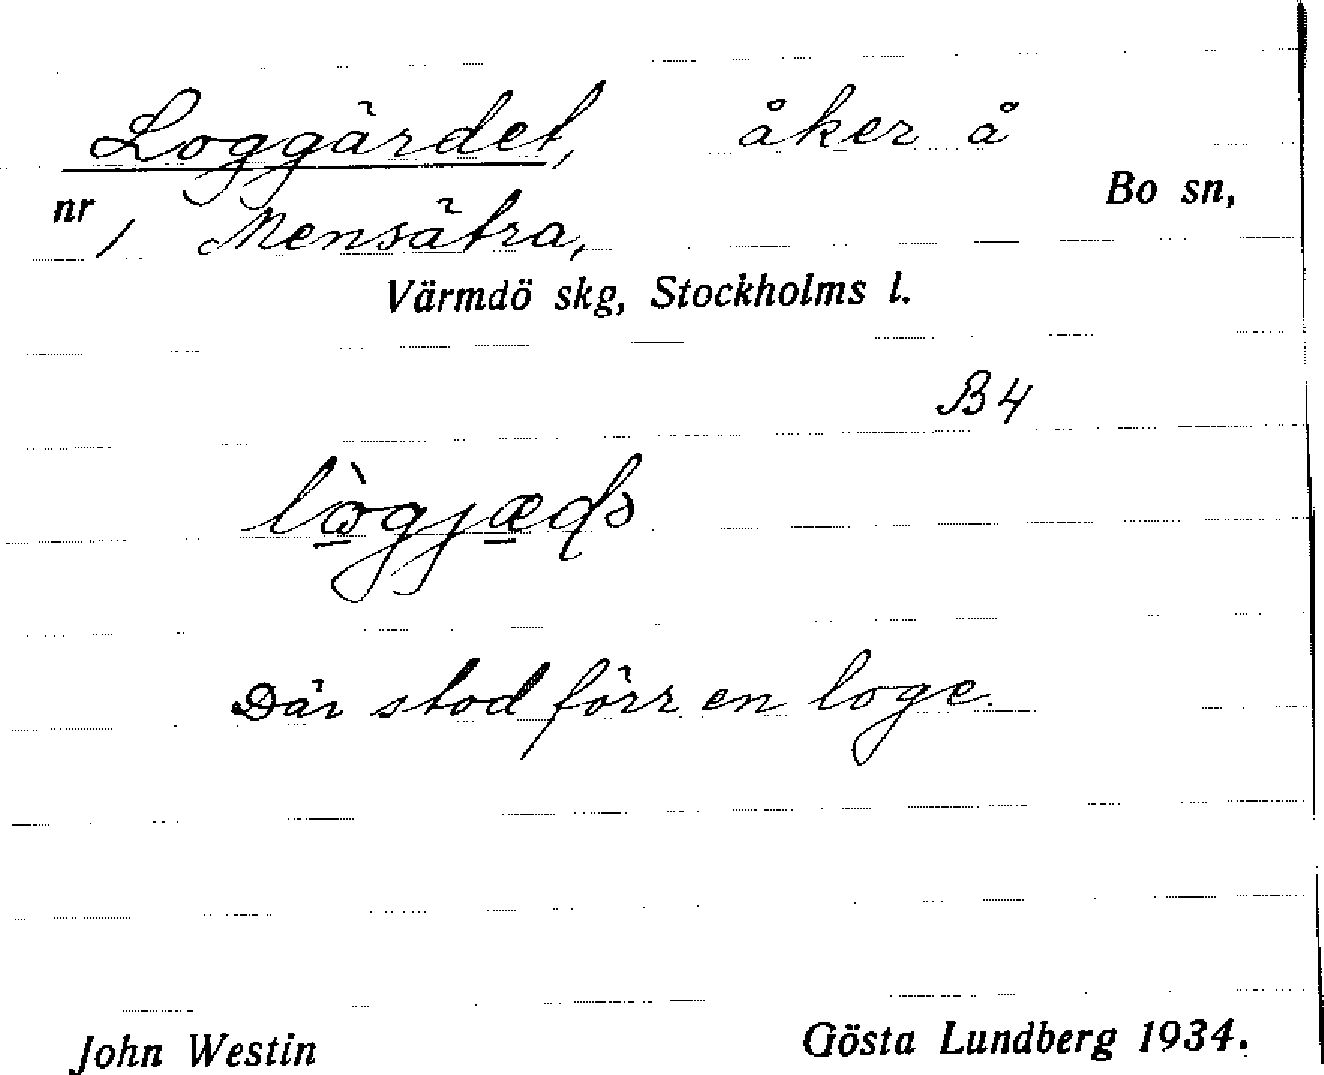 Loggärdet, åker å
Bo sn,
nr 1, Mensätra,
Värmdö skg, Stockholms l.
B4
Där stod förr en loge.
John Westin Gösta Lundberg 1934.